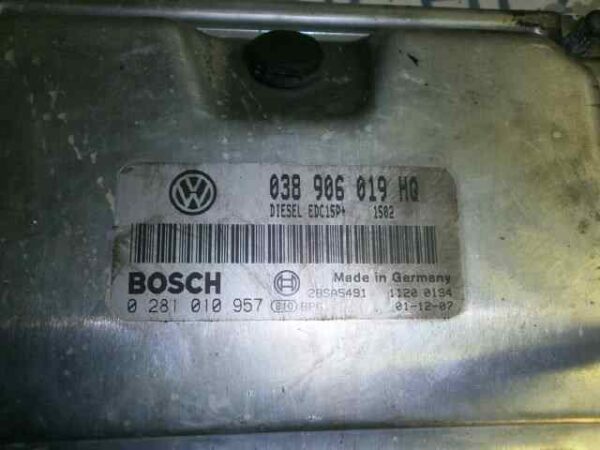 038 906 019 HQ
DIESEL EDC15P+ 1502
BOSCH
Made in Germany
28SA5491 1120 0194
0 281 010 957 01-12-07